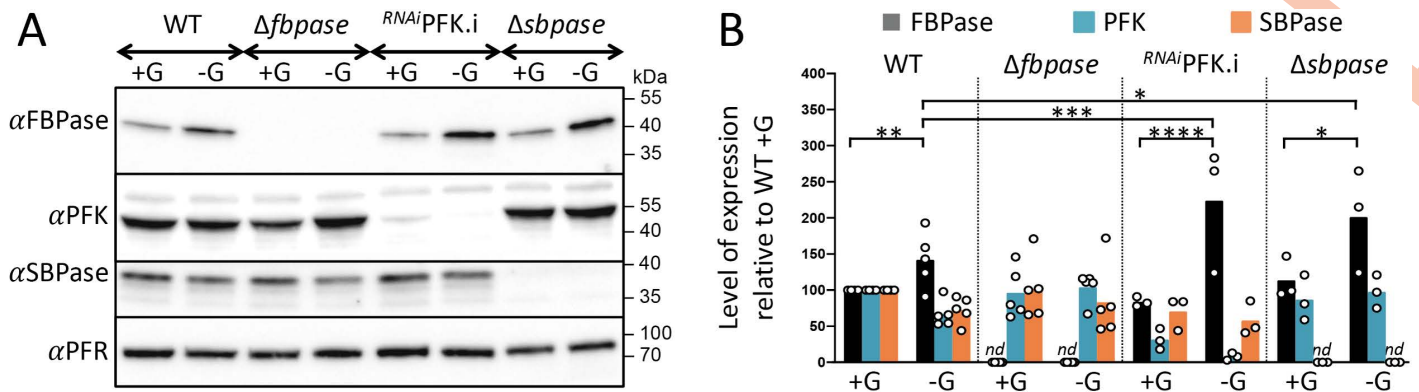 A
WT Δfbpase RNAiPFK.i Δsbpase
+G -G +G -G +G -G +G -G kDa
αFBPase
55
40
35
αPFK
55
40
αSBPase
40
35
αPFR
100
70
B
FBPase PFK SBPase
WT Δfbpase RNAiPFK.i Δsbpase
Level of expression
relative to WT +G
400
350
300
250
200
150
100
50
0
*
***
** **** *
nd nd nd nd
+G -G +G -G +G -G +G -G